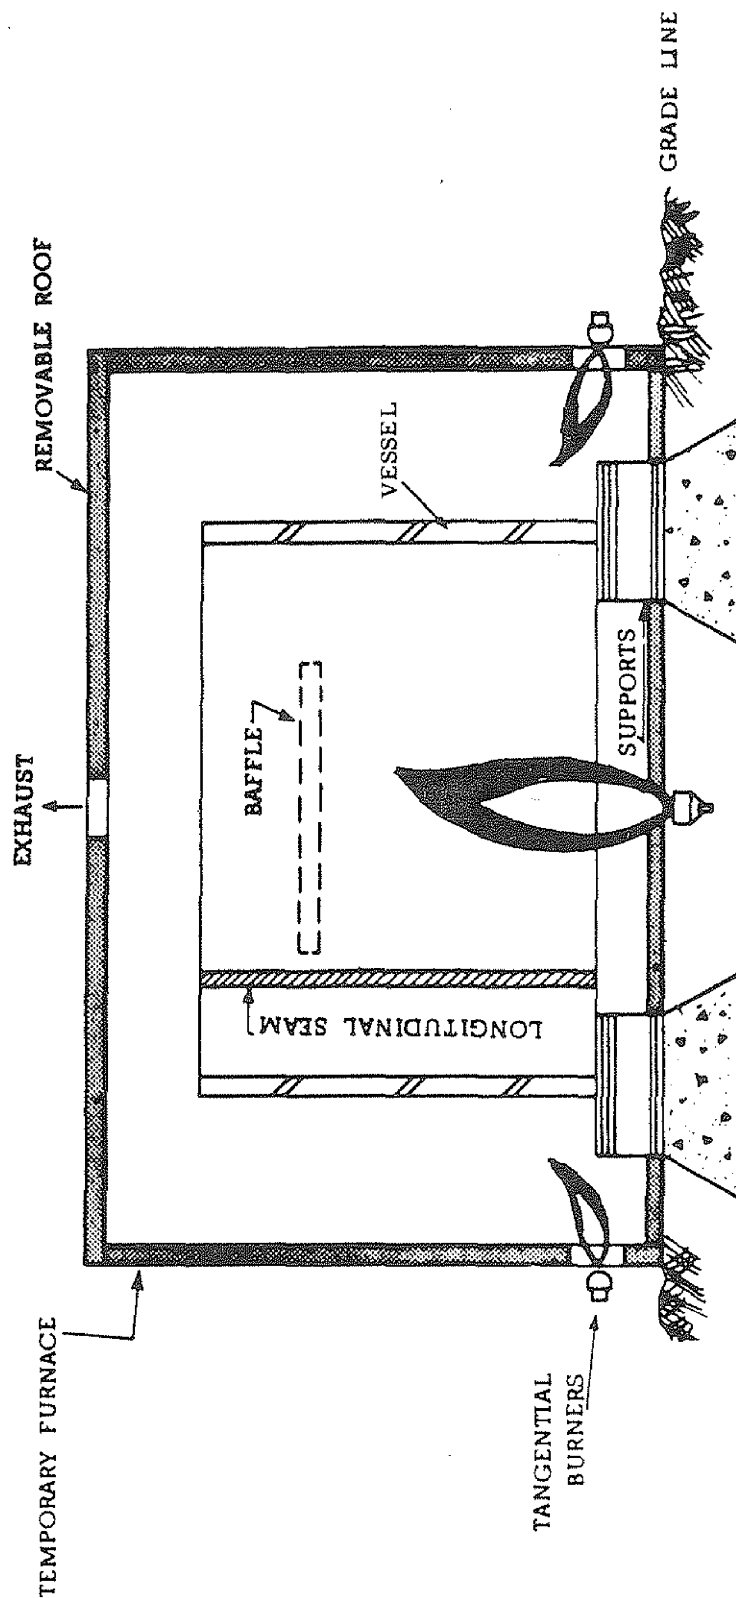 EXHAUST
REMOVABLE ROOF
TEMPORARY FURNACE
BAFFLE
VESSEL
LONGITUDINAL SEAM
SUPPORTS
TANGENTIAL
BURNERS
GRADE LINE